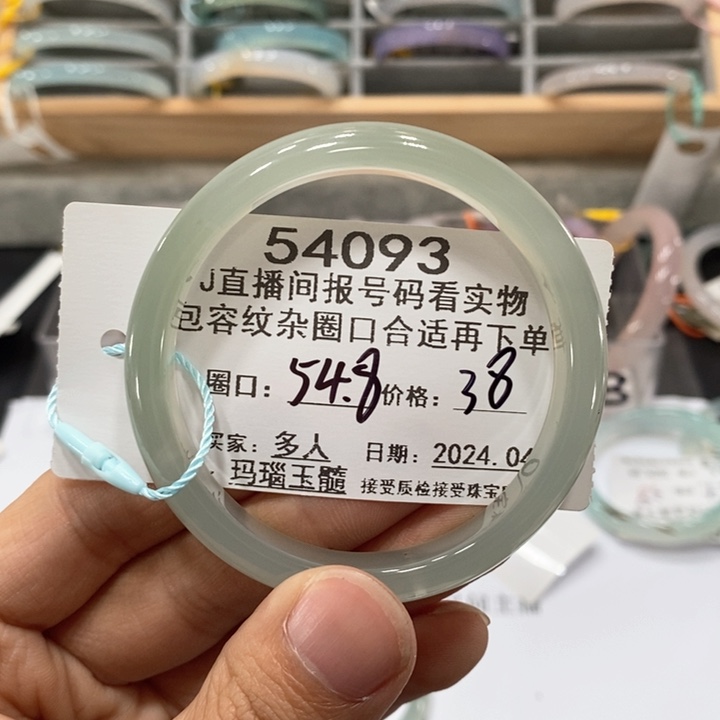 54093
J直播间报号码看实物
包容纹杂圈口合适再下单
圈口: 54.8 价格: 38
买家: 多人 日期: 2024.04
玛瑙玉髓 接受质检接受珠宝